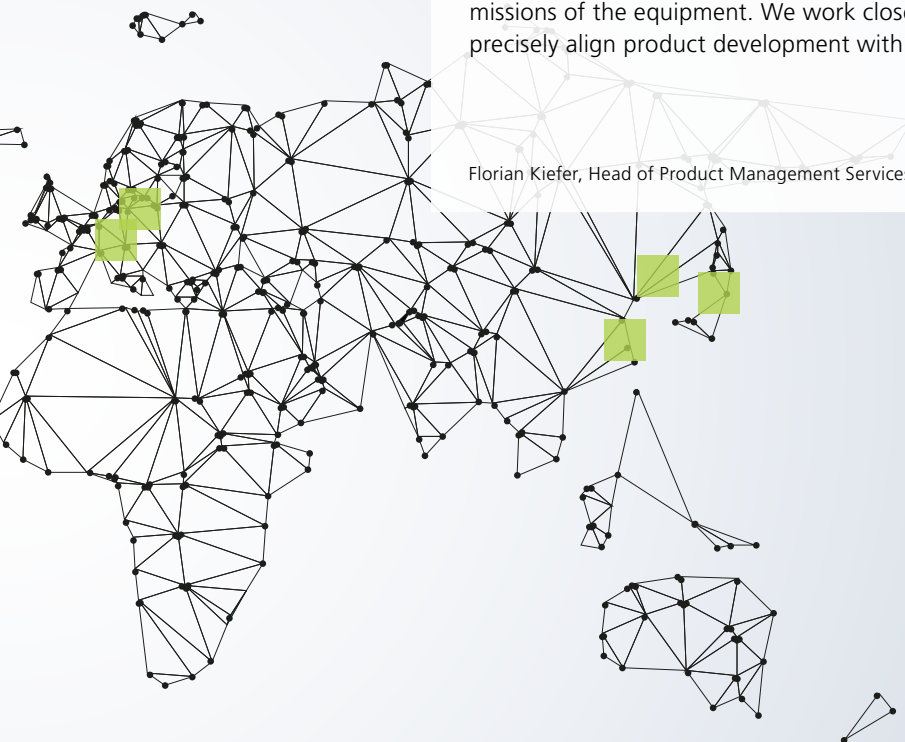 missions of the equipment. We work close
precisely align product development with
Florian Kiefer, Head of Product Management Services